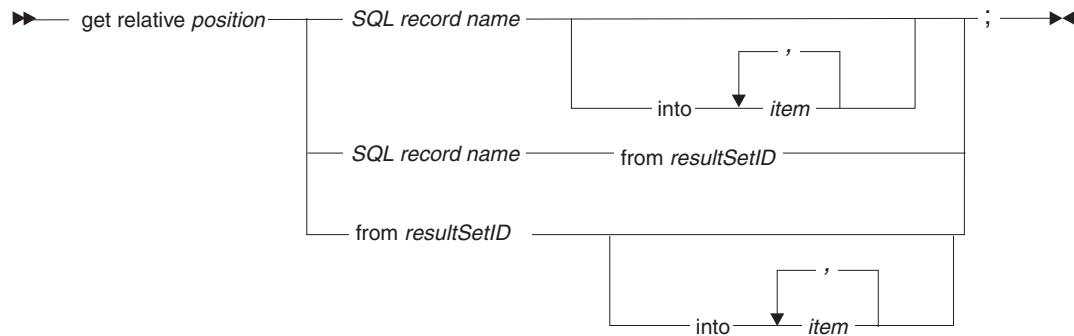 get relative position SQL record name ;
,
into item
SQL record name from resultSetID
from resultSetID
,
into item